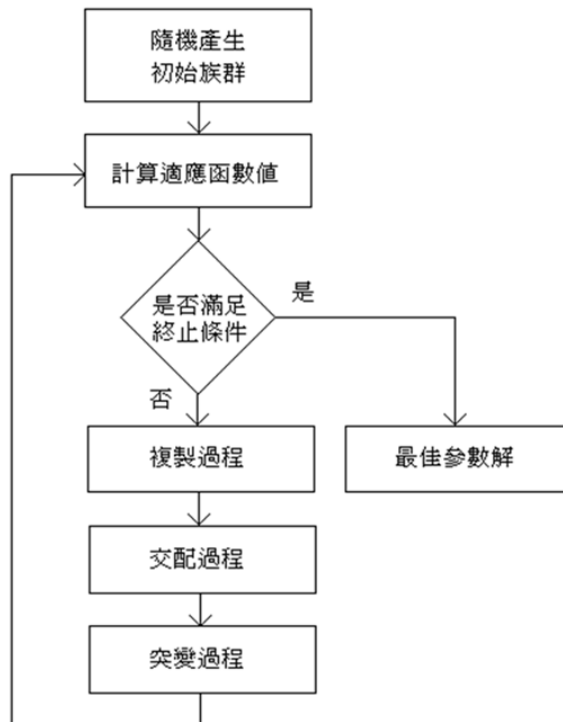 隨機產生
初始族群
計算適應函數值
是否滿足
終止條件
是
否
複製過程
最佳參數解
交配過程
突變過程